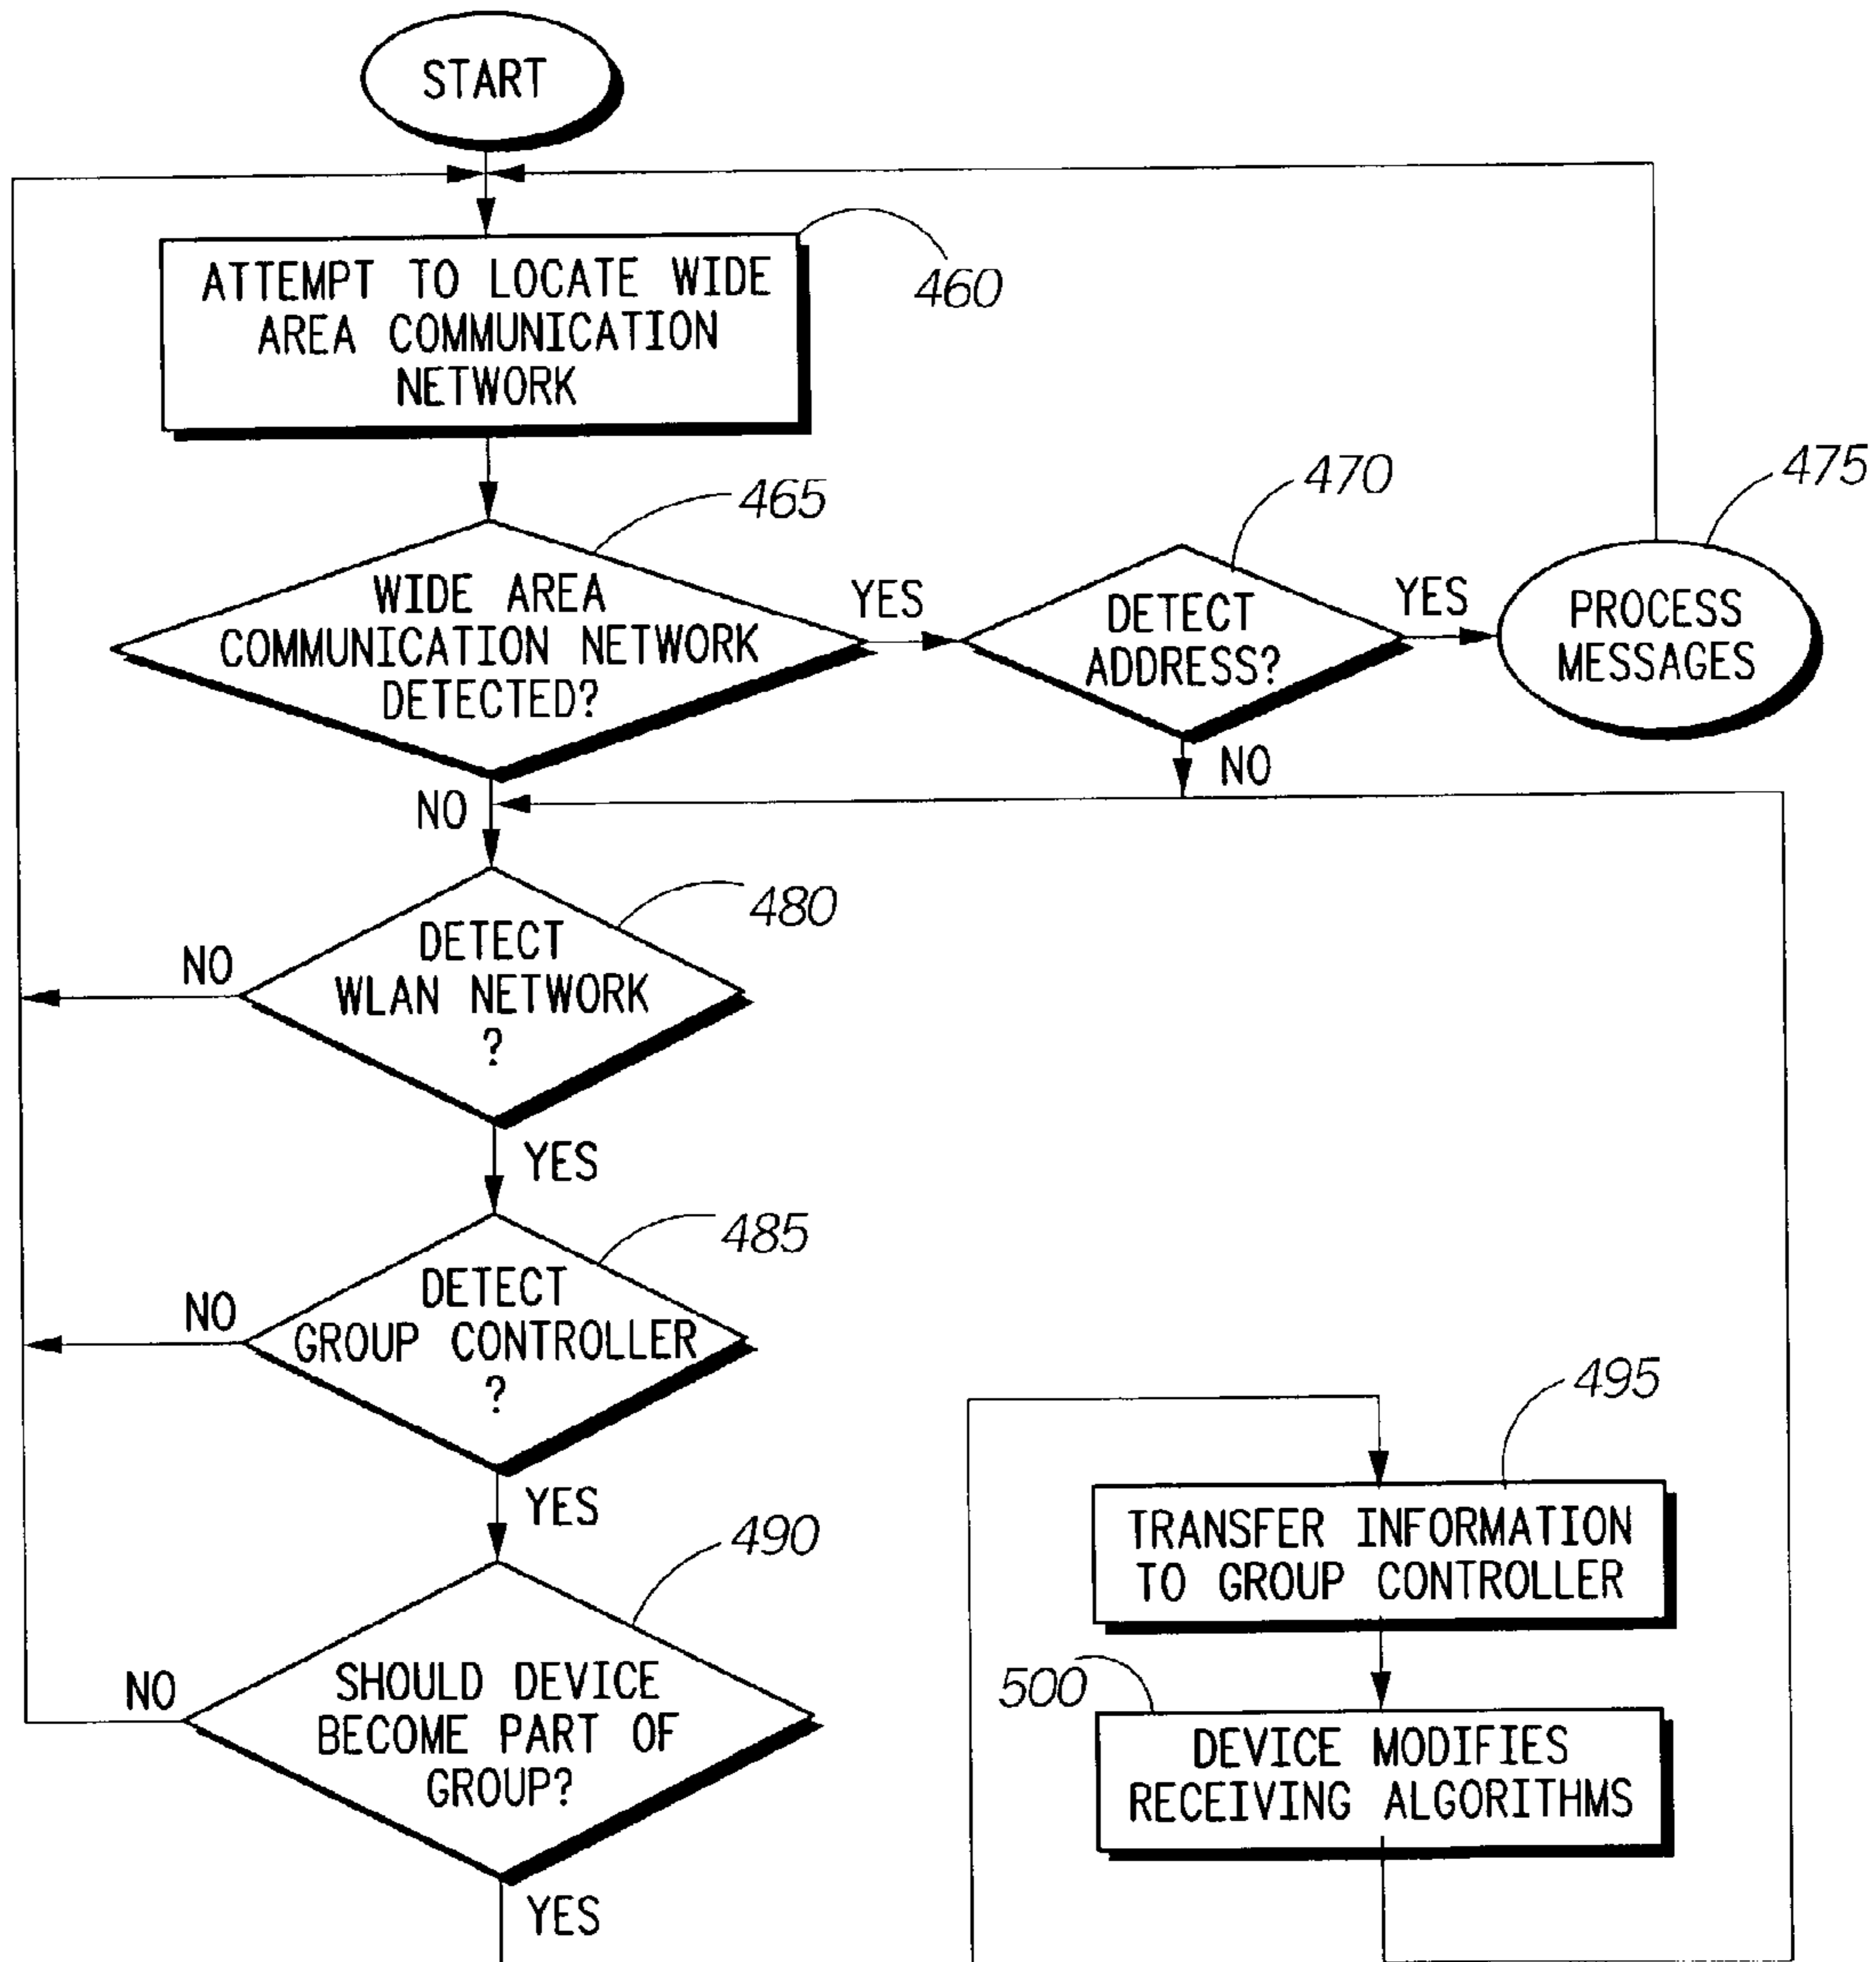 START
ATTEMPT TO LOCATE WIDE
AREA COMMUNICATION
NETWORK
460
WIDE AREA
COMMUNICATION NETWORK
DETECTED?
465
YES
NO
DETECT
ADDRESS?
470
YES
NO
PROCESS
MESSAGES
475
DETECT
WLAN NETWORK
?
480
NO
YES
DETECT
GROUP CONTROLLER
?
485
NO
YES
SHOULD DEVICE
BECOME PART OF
GROUP?
490
NO
YES
TRANSFER INFORMATION
TO GROUP CONTROLLER
495
DEVICE MODIFIES
RECEIVING ALGORITHMS
500